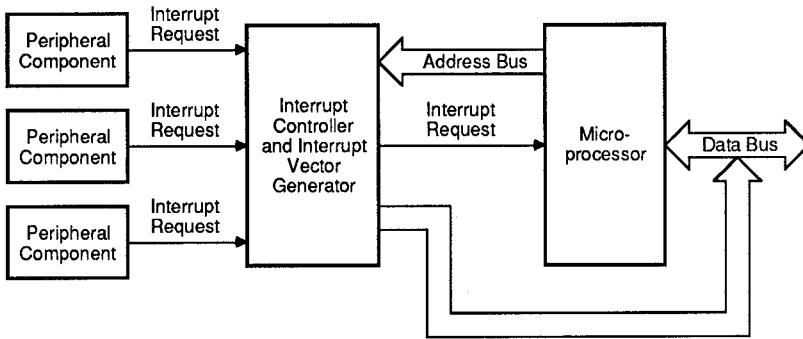 Peripheral
Component
Interrupt
Request
Peripheral
Component
Interrupt
Request
Peripheral
Component
Interrupt
Request
Interrupt
Controller
and Interrupt
Vector
Generator
Address Bus
Interrupt
Request
Micro-
processor
Data Bus